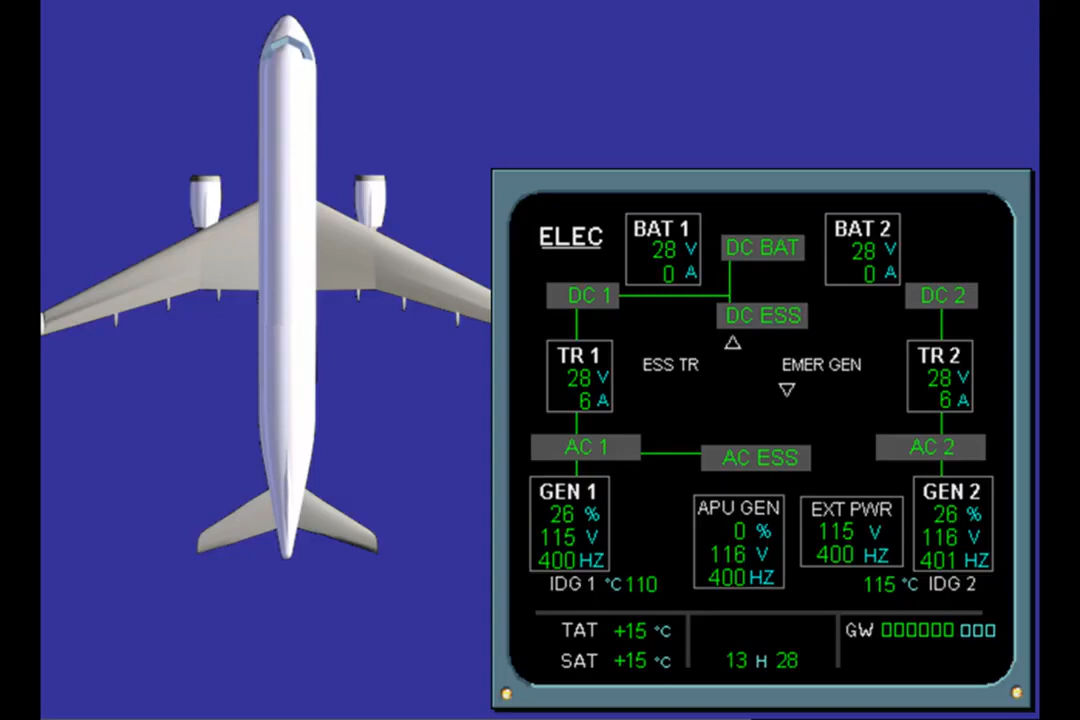 ELEC
BAT 1
28 V
0 A
DC BAT
BAT 2
28 V
0 A
DC 1
DC ESS
DC 2
TR 1
28 V
6 A
ESS TR
EMER GEN
TR 2
28 V
6 A
AC 1
AC ESS
AC 2
GEN 1
26 %
115 V
400 HZ
APU GEN
0 %
116 V
400 HZ
EXT PWR
115 V
400 HZ
GEN 2
26 %
116 V
401 HZ
IDG 1 °C 110
115 °C IDG 2
TAT +15 °C
SAT +15 °C
13 H 28
GW